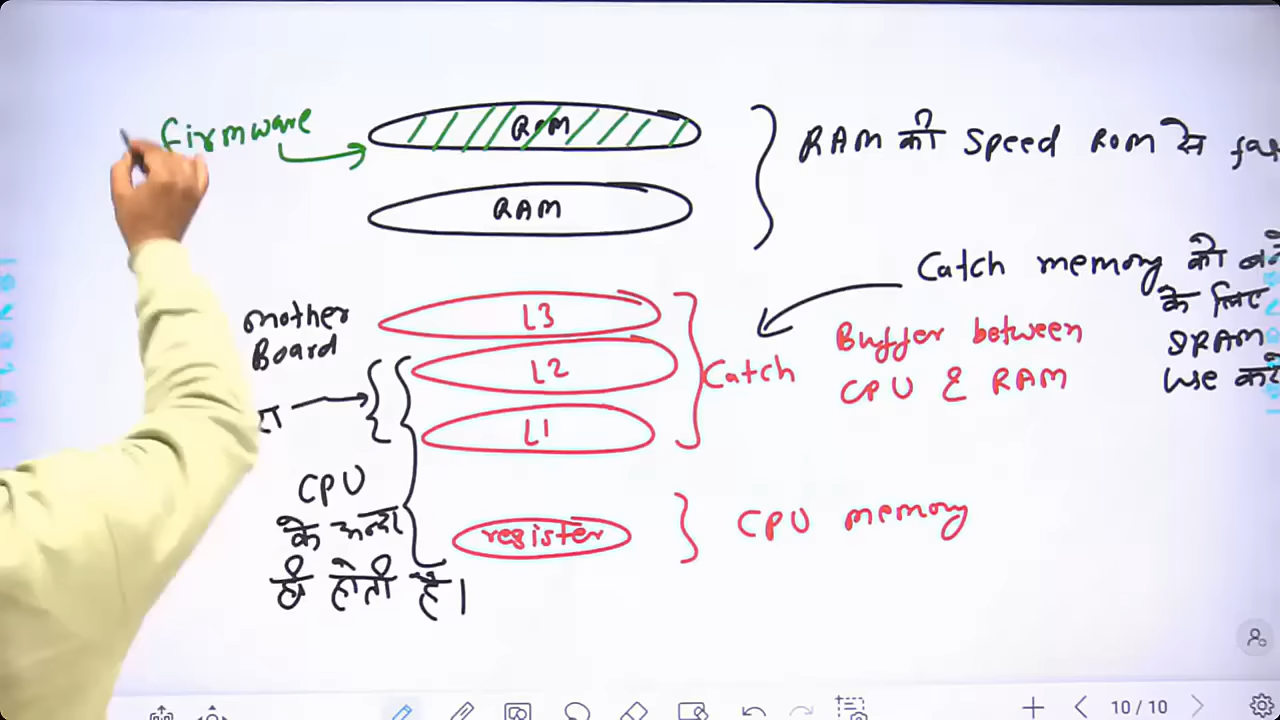 firmware
ROM
RAM की speed ROM से
RAM
Catch memory को
के लिए
SRAM
use
L3
L2
L1
Catch
Buffer between
CPU & RAM
mother
Board
CPU
के अन्दर
ही होती है।
register
CPU memory
10/10